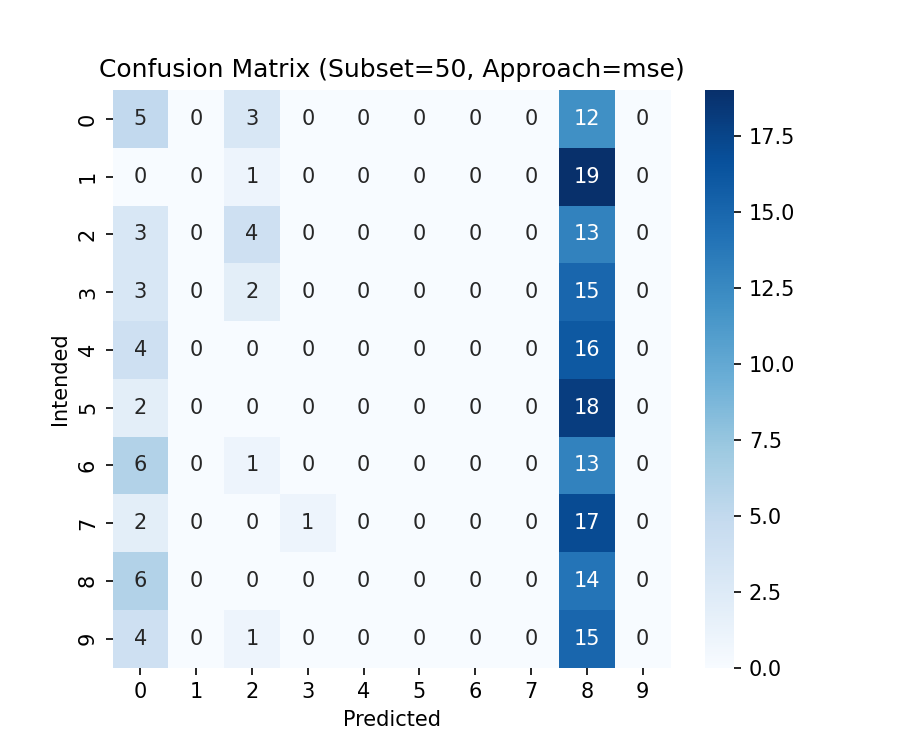 Confusion Matrix (Subset=50, Approach=mse)
0 5 0 3 0 0 0 0 0 12 0
1 0 0 1 0 0 0 0 0 19 0
2 3 0 4 0 0 0 0 0 13 0
3 3 0 2 0 0 0 0 0 15 0
4 4 0 0 0 0 0 0 0 16 0
5 2 0 0 0 0 0 0 0 18 0
6 6 0 1 0 0 0 0 0 13 0
7 2 0 0 1 0 0 0 0 17 0
8 6 0 0 0 0 0 0 0 14 0
9 4 0 1 0 0 0 0 0 15 0
0 1 2 3 4 5 6 7 8 9
Predicted
Intended
17.5
15.0
12.5
10.0
7.5
5.0
2.5
0.0